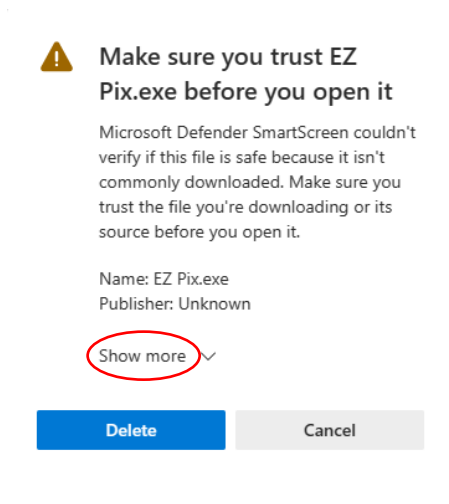 Make sure you trust EZ
Pix.exe before you open it
Microsoft Defender SmartScreen couldn't
verify if this file is safe because it isn't
commonly downloaded. Make sure you
trust the file you're downloading or its
source before you open it.
Name: EZ Pix.exe
Publisher: Unknown
Show more
Delete
Cancel